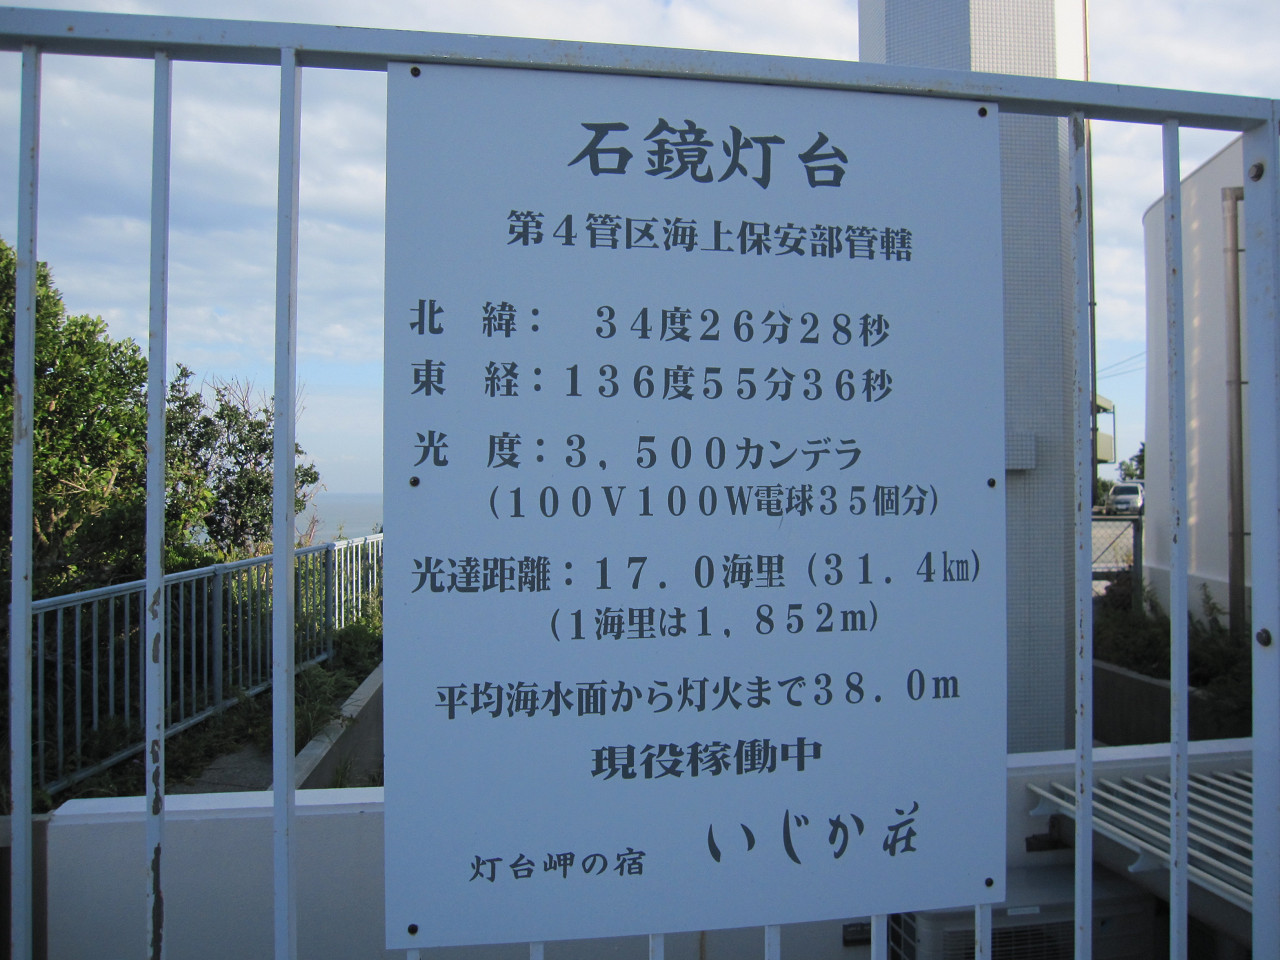 石鏡灯台
第４管区海上保安部管轄
北　緯：　３４度２６分２８秒
東　経：１３６度５５分３６秒
光　度：３，５００カンデラ
（１００Ｖ１００Ｗ電球３５個分）
光達距離：１７．０海里（３１．４㎞）
（１海里は１，８５２ｍ）
平均海水面から灯火まで３８．０ｍ
現役稼働中
灯台岬の宿　いじか荘